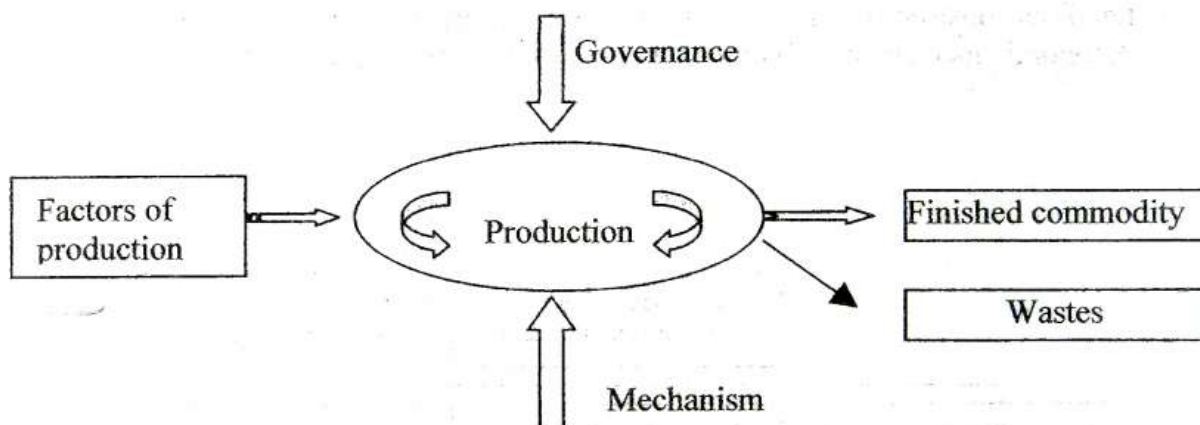 Governance
Factors of
production
Production
Finished commodity
Wastes
Mechanism